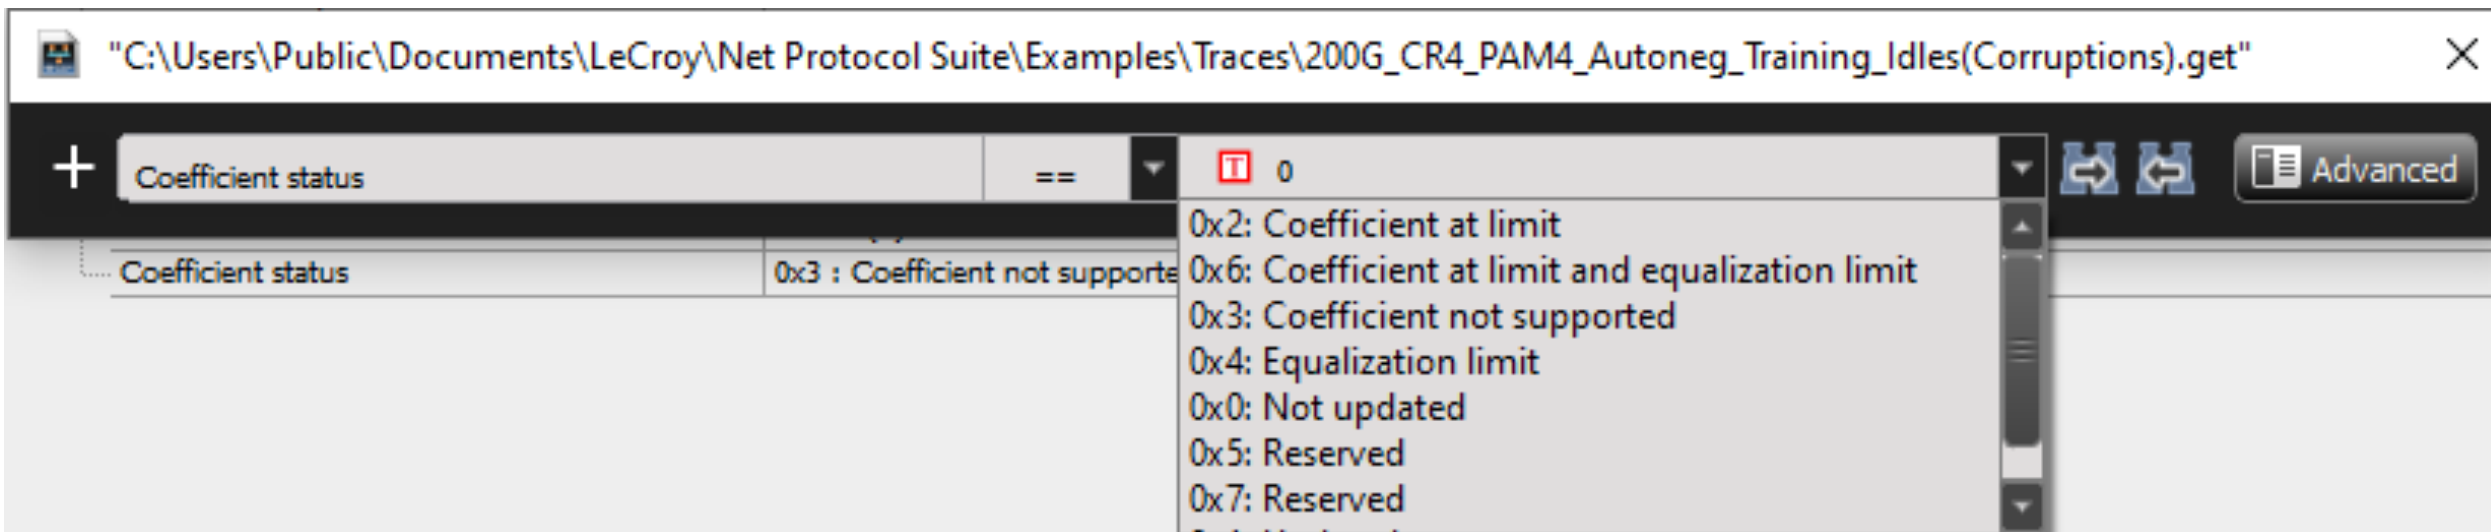 "C:\Users\Public\Documents\LeCroy\Net Protocol Suite\Examples\Traces\200G_CR4_PAM4_Autoneg_Training_Idles(Corruptions).get"
+ Coefficient status == T 0 Advanced
0x2: Coefficient at limit
Coefficient status 0x3 : Coefficient not supporte 0x6: Coefficient at limit and equalization limit
0x3: Coefficient not supported
0x4: Equalization limit
0x0: Not updated
0x5: Reserved
0x7: Reserved